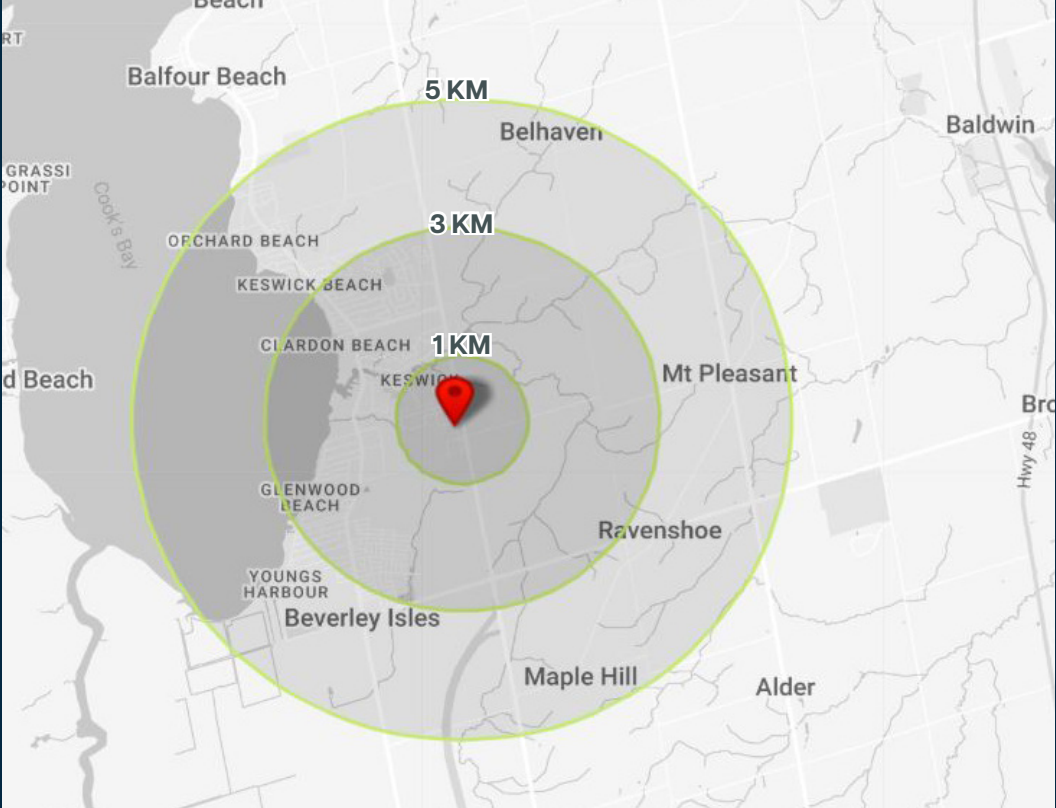 Beach
RT
Balfour Beach
5 KM
Belhaven
Baldwin
GRASSI
POINT
Cook's Bay
3 KM
ORCHARD BEACH
KESWICK BEACH
1 KM
CLARDON BEACH
d Beach
KESWICK
Mt Pleasant
Bro
Hwy 48
GLENWOOD
BEACH
Ravenshoe
YOUNGS
HARBOUR
Beverley Isles
Maple Hill
Alder